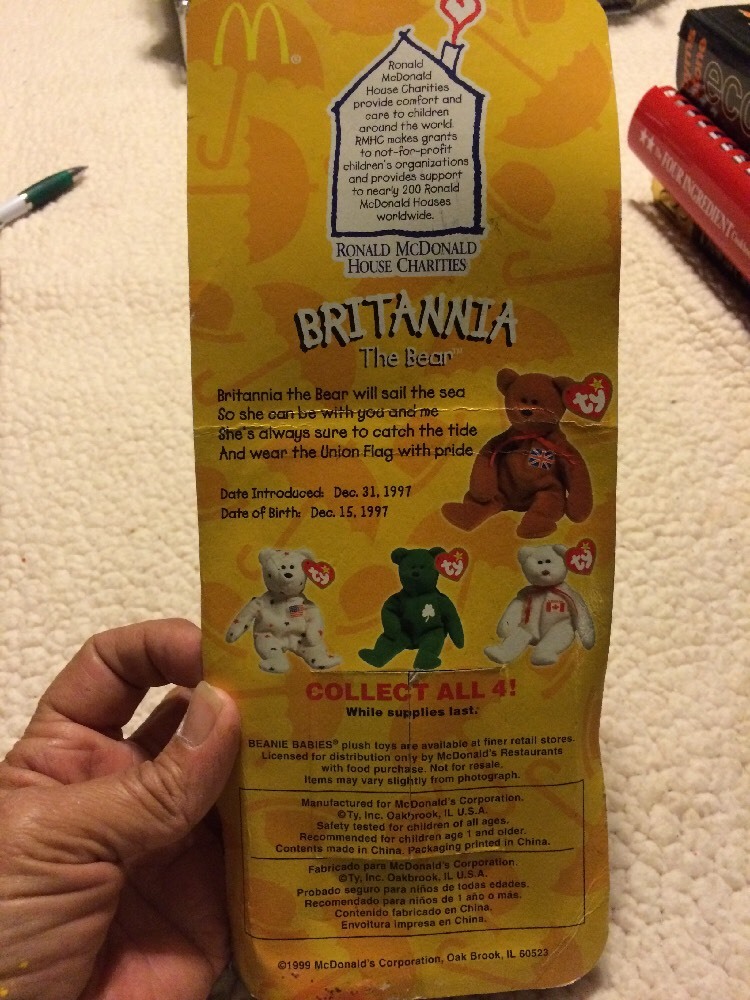 Ronald
McDonald
House Charities
provide comfort and
care to children
around the world.
RMHC makes grants
to not-for-profit
children's organizations
and provides support
to nearly 200 Ronald
McDonald Houses
worldwide.
RONALD MCDONALD
HOUSE CHARITIES
BRITANNIA
The Bear™
Britannia the Bear will sail the sea
So she can be with you and me
She's always sure to catch the tide
And wear the Union Flag with pride
Date Introduced: Dec. 31, 1997
Date of Birth: Dec. 15, 1997
ty
ty
ty
ty
COLLECT ALL 4!
While supplies last.
BEANIE BABIES® plush toys are available at finer retail stores.
Licensed for distribution only by McDonald's Restaurants
with food purchase. Not for resale.
Items may vary slightly from photograph.
Manufactured for McDonald's Corporation.
©Ty, Inc. Oakbrook, IL U.S.A.
Safety tested for children of all ages.
Recommended for children age 1 and older.
Contents made in China. Packaging printed in China.
Fabricado para McDonald's Corporation.
©Ty, Inc. Oakbrook, IL U.S.A.
Probado seguro para niños de todas edades.
Recomendado para niños de 1 año o más.
Contenido fabricado en China.
Envoltura impresa en China.
©1999 McDonald's Corporation, Oak Brook, IL 60523
FOUR INGREDIENT